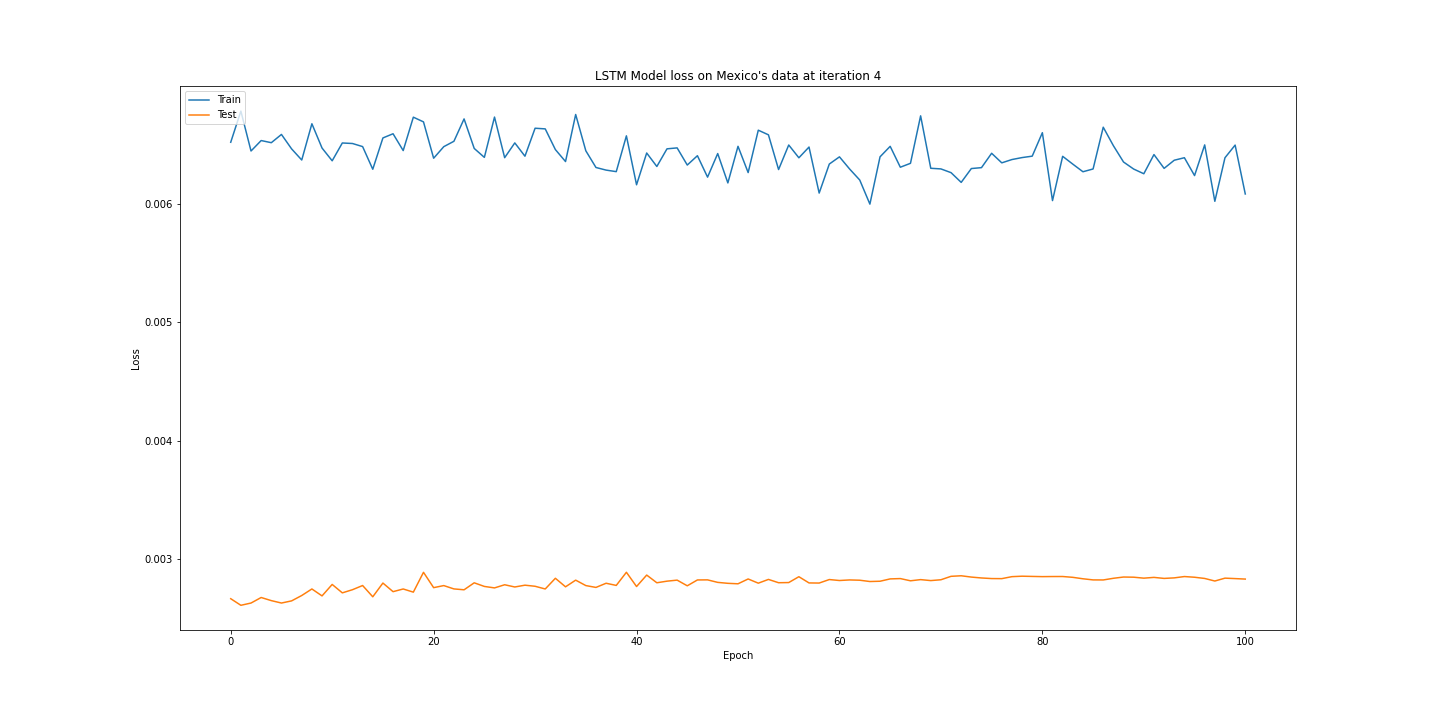 LSTM Model loss on Mexico's data at iteration 4
Train
Test
0.006
0.005
0.004
0.003
Loss
0 20 40 60 80 100
Epoch